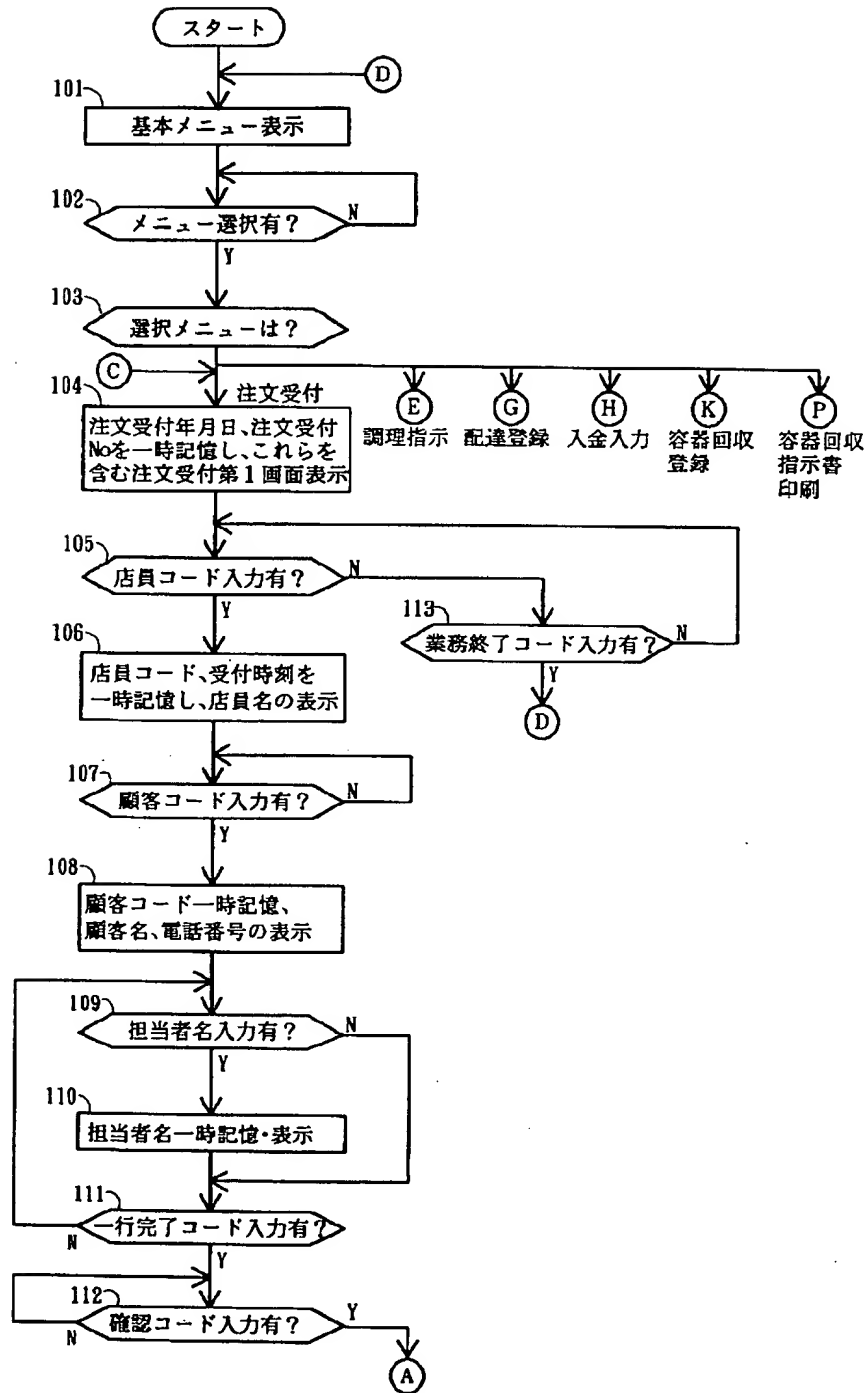 スタート
D
101
基本メニュー表示
102
メニュー選択有?
N
Y
103
選択メニューは?
C
104
注文受付
注文受付年月日、注文受付
Noを一時記憶し、これらを
含む注文受付第1画面表示
E
調理指示
G
配達登録
H
入金入力
K
容器回収
登録
P
容器回収
指示書
印刷
105
店員コード入力有?
N
Y
113
業務終了コード入力有?
N
Y
D
106
店員コード、受付時刻を
一時記憶し、店員名の表示
107
顧客コード入力有?
N
Y
108
顧客コード一時記憶、
顧客名、電話番号の表示
109
担当者名入力有?
N
Y
110
担当者名一時記憶・表示
111
一行完了コード入力有?
N
Y
112
確認コード入力有?
N
Y
A